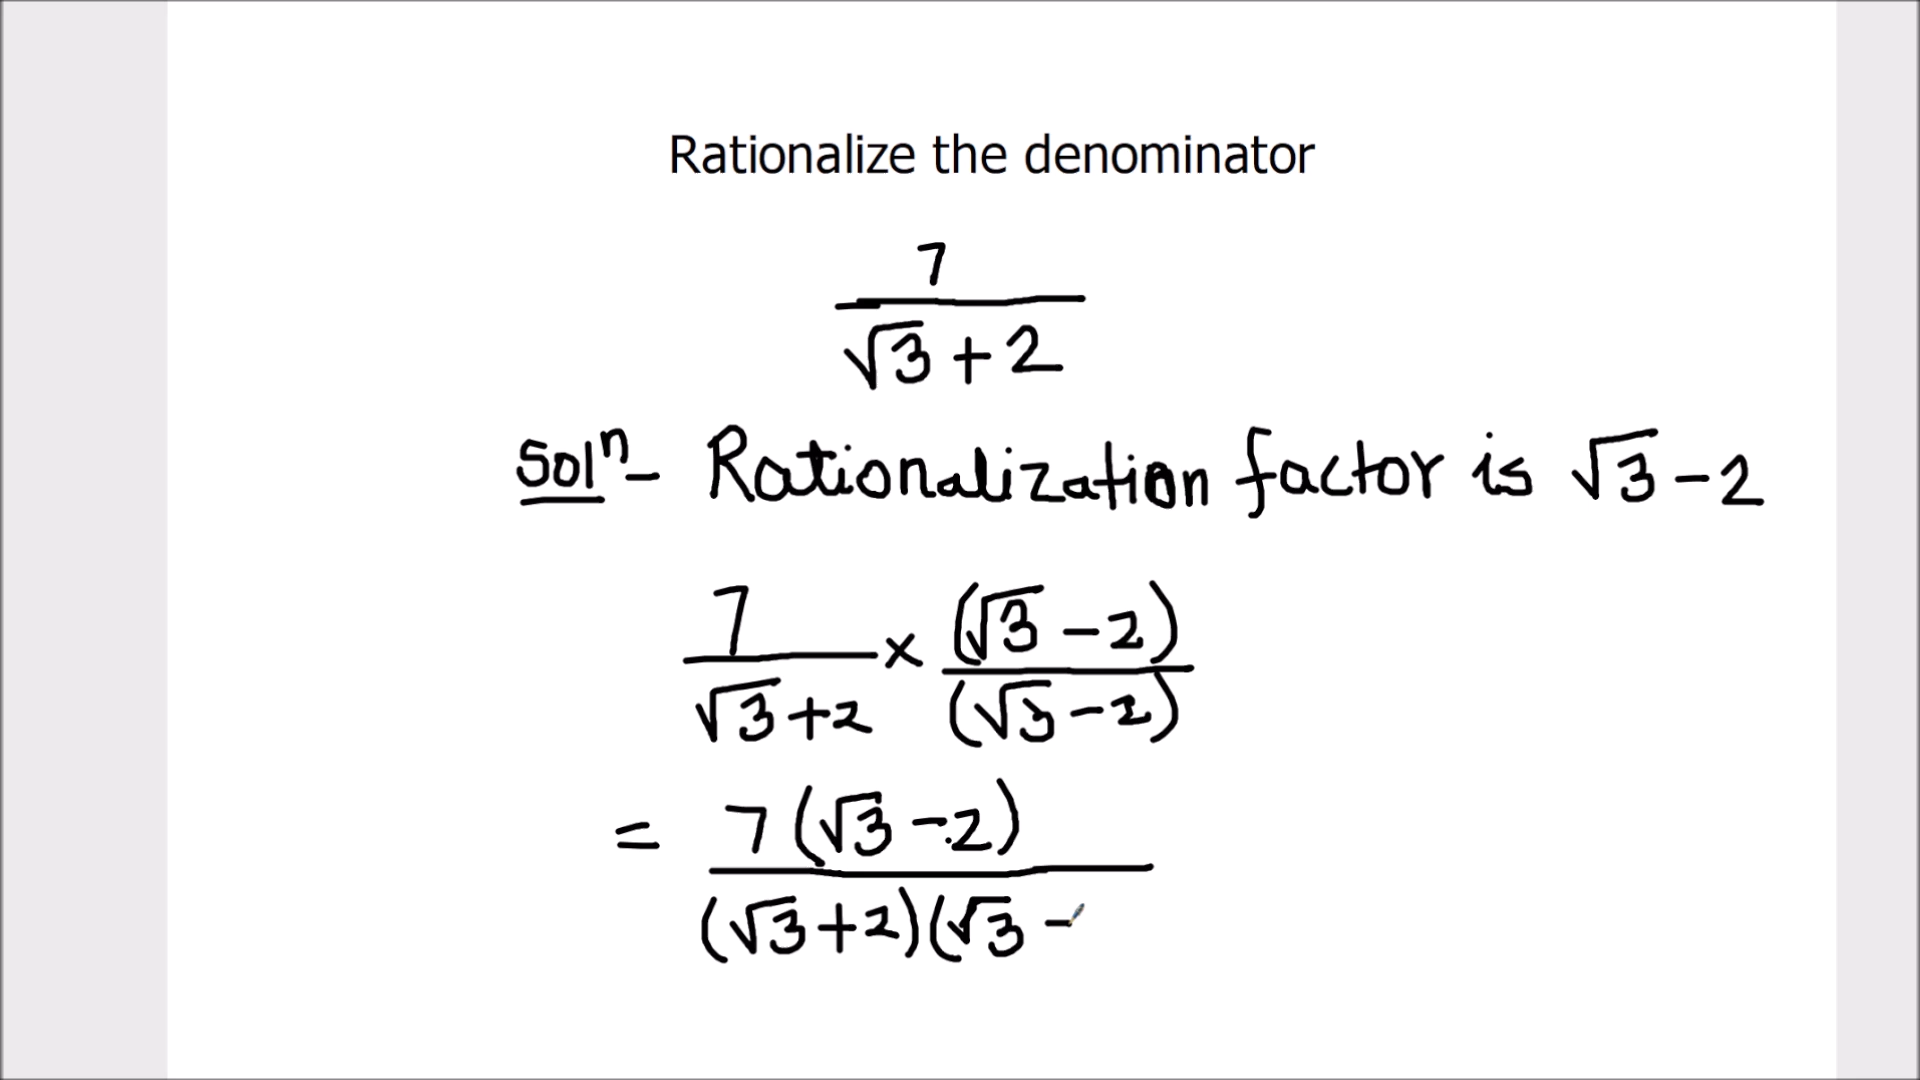 Rationalize the denominator
7
√3 + 2
Solⁿ- Rationalization factor is √3 - 2
7 × (√3 - 2)
√3 + 2 (√3 - 2)
= 7 (√3 - 2)
(√3 + 2) (√3 -